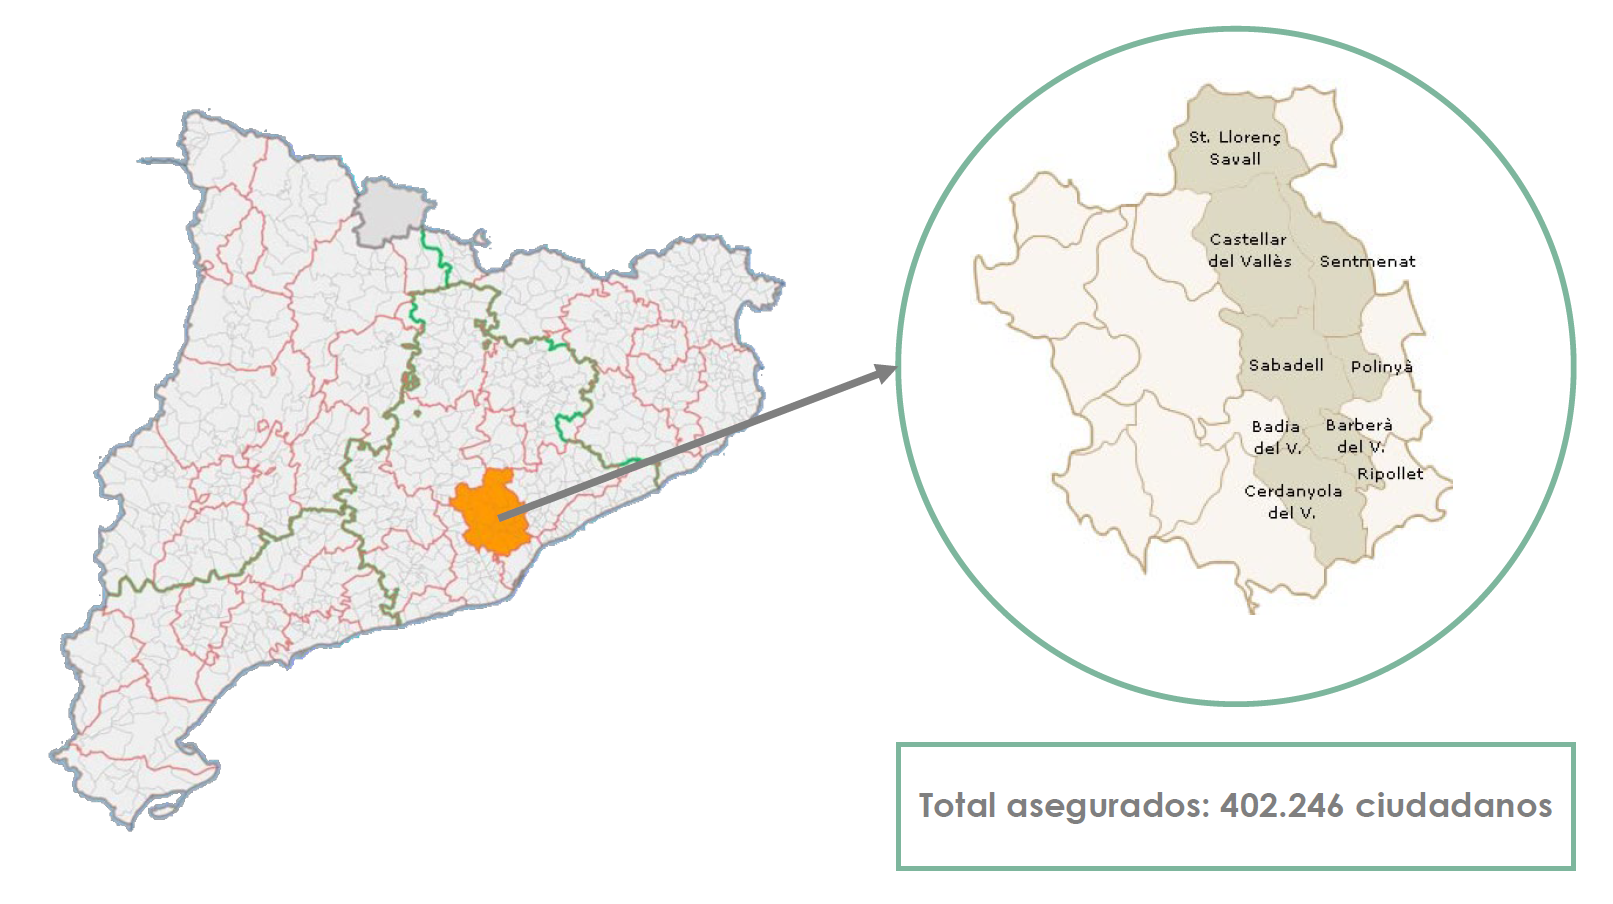 St. Llorenç
Savall
Castellar
del Vallès
Sentmenat
Sabadell
Polinyà
Badia
del V.
Barberà
del V.
Ripollet
Cerdanyola
del V.
Total asegurados: 402.246 ciudadanos